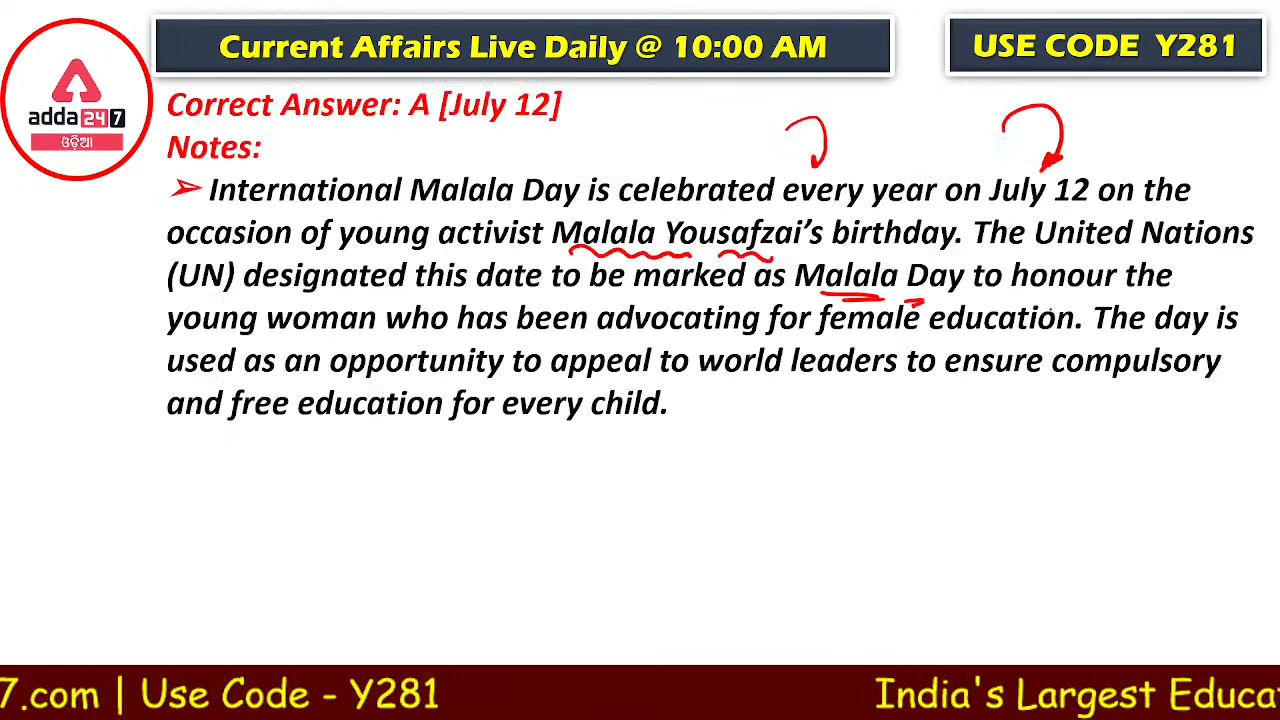 Current Affairs Live Daily @ 10:00 AM
USE CODE Y281
adda247
ଓଡ଼ିଆ
Correct Answer: A [July 12]
Notes:
➢ International Malala Day is celebrated every year on July 12 on the
occasion of young activist Malala Yousafzai’s birthday. The United Nations
(UN) designated this date to be marked as Malala Day to honour the
young woman who has been advocating for female education. The day is
used as an opportunity to appeal to world leaders to ensure compulsory
and free education for every child.
7.com | Use Code - Y281
India's Largest Educa